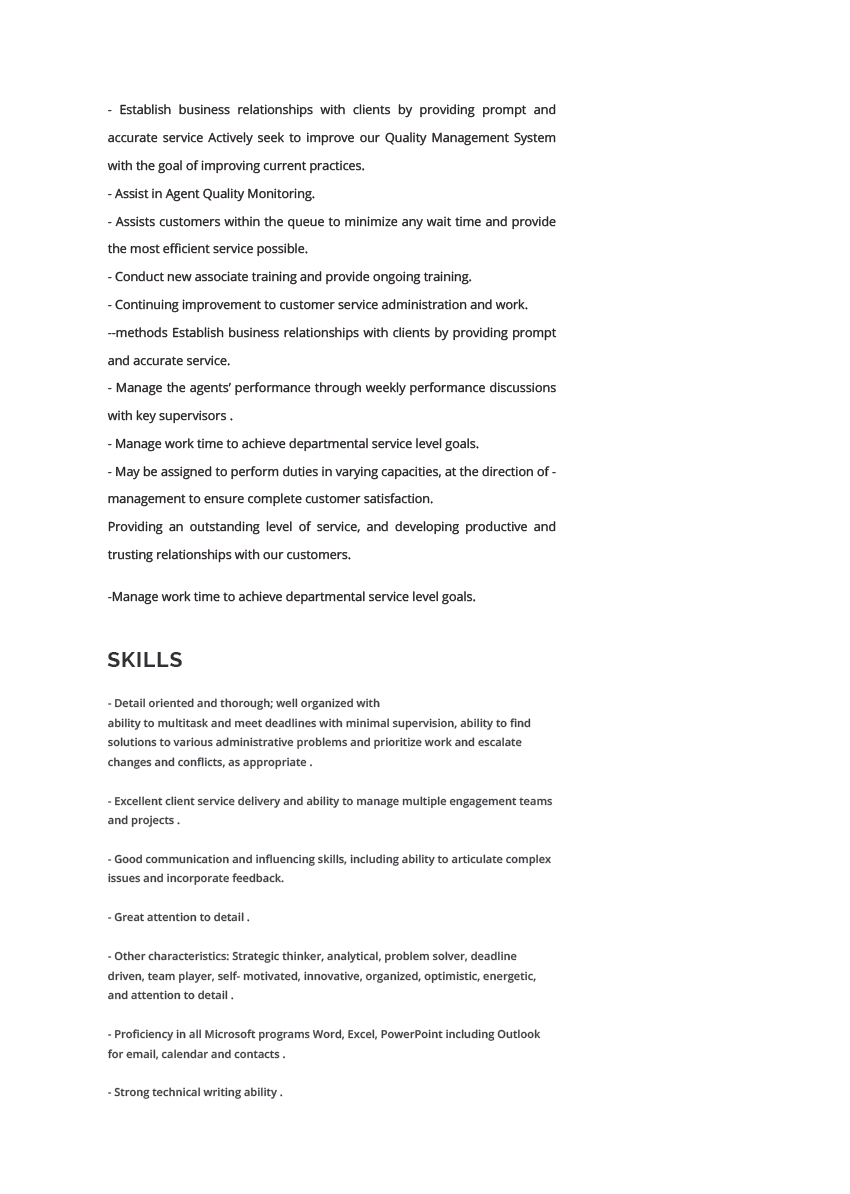 - Establish business relationships with clients by providing prompt and
accurate service Actively seek to improve our Quality Management System
with the goal of improving current practices.
- Assist in Agent Quality Monitoring.
- Assists customers within the queue to minimize any wait time and provide
the most efficient service possible.
- Conduct new associate training and provide ongoing training.
- Continuing improvement to customer service administration and work.
--methods Establish business relationships with clients by providing prompt
and accurate service.
- Manage the agents’ performance through weekly performance discussions
with key supervisors .
- Manage work time to achieve departmental service level goals.
- May be assigned to perform duties in varying capacities, at the direction of -
management to ensure complete customer satisfaction.
Providing an outstanding level of service, and developing productive and
trusting relationships with our customers.
-Manage work time to achieve departmental service level goals.
SKILLS
- Detail oriented and thorough; well organized with
ability to multitask and meet deadlines with minimal supervision, ability to find
solutions to various administrative problems and prioritize work and escalate
changes and conflicts, as appropriate .
- Excellent client service delivery and ability to manage multiple engagement teams
and projects .
- Good communication and influencing skills, including ability to articulate complex
issues and incorporate feedback.
- Great attention to detail .
- Other characteristics: Strategic thinker, analytical, problem solver, deadline
driven, team player, self- motivated, innovative, organized, optimistic, energetic,
and attention to detail .
- Proficiency in all Microsoft programs Word, Excel, PowerPoint including Outlook
for email, calendar and contacts .
- Strong technical writing ability .